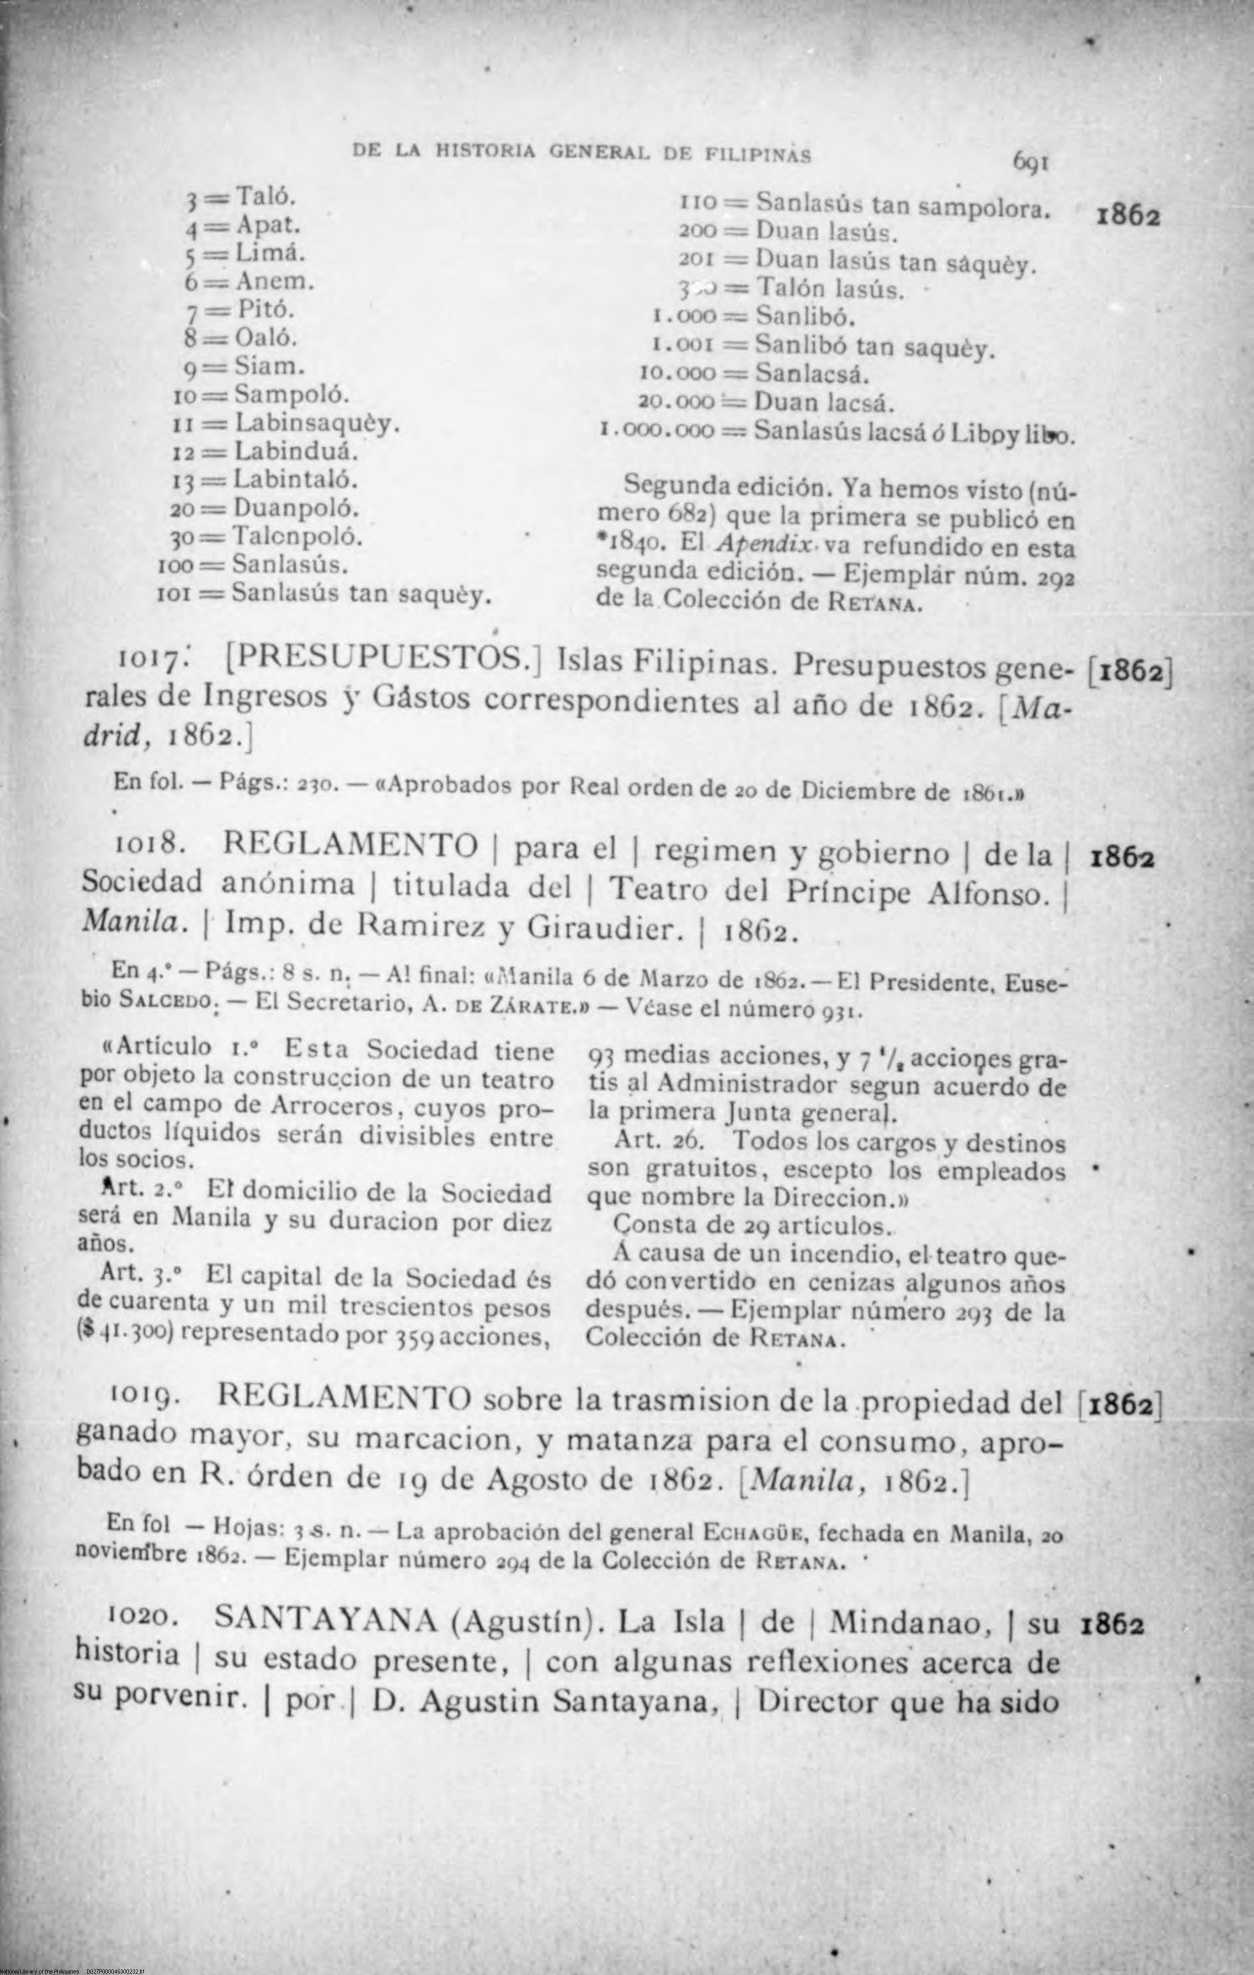 DE LA HISTORIA GENERAL DE FILIPINAS 691
3 = Taló.
4 = Apat.
5 = Limá.
6 = Anem.
7 = Pitó.
8 = Oaló.
9 = Siam.
10 = Sampoló.
11 = Labinsaquèy.
12 = Labinduá.
13 = Labintaló.
20 = Duanpoló.
30 = Talonpoló.
100 = Sanlasús.
101 = Sanlasús tan saquèy.
110 = Sanlasús tan sampolora.
1862
200 = Duan lasús.
201 = Duan lasús tan sáquèy.
300 = Talón lasús.
1.000 = Sanlibó.
1.001 = Sanlibó tan saquèy.
10.000 = Sanlacsá.
20.000 = Duan lacsá.
1.000.000 = Sanlasús lacsá ó Liboy libo.
Segunda edición. Ya hemos visto (nú-
mero 682) que la primera se publicó en
1840. El Apendix va refundido en esta
segunda edición. — Ejemplar núm. 292
de la Colección de RETANA.
1017. [PRESUPUESTOS.] Islas Filipinas. Presupuestos gene- [1862]
rales de Ingresos y Gastos correspondientes al año de 1862. [Ma-
drid, 1862.]
En fol. — Págs.: 230. — «Aprobados por Real orden de 20 de Diciembre de 1861.»
1018. REGLAMENTO | para el | regimen y gobierno | de la | 1862
Sociedad anónima | titulada del | Teatro del Príncipe Alfonso. |
Manila. | Imp. de Ramirez y Giraudier. | 1862.
En 4.º — Págs.: 8 s. n. — Al final: «Manila 6 de Marzo de 1862. — El Presidente, Euse-
bio SALCEDO. — El Secretario, A. DE ZÁRATE.» — Véase el número 931.
«Artículo 1.º Esta Sociedad tiene
por objeto la construccion de un teatro
en el campo de Arroceros, cuyos pro-
ductos líquidos serán divisibles entre
los socios.
Art. 2.º El domicilio de la Sociedad
será en Manila y su duracion por diez
años.
Art. 3.º El capital de la Sociedad és
de cuarenta y un mil trescientos pesos
($ 41.300) representado por 359 acciones,
93 medias acciones, y 7 1/2 acciones gra-
tis al Administrador segun acuerdo de
la primera Junta general.
Art. 26. Todos los cargos y destinos
son gratuitos, escepto los empleados
que nombre la Direccion.»
Consta de 29 artículos.
A causa de un incendio, el teatro que-
dó convertido en cenizas algunos años
después. — Ejemplar número 293 de la
Colección de RETANA.
1019. REGLAMENTO sobre la trasmision de la propiedad del [1862]
ganado mayor, su marcacion, y matanza para el consumo, apro-
bado en R. órden de 19 de Agosto de 1862. [Manila, 1862.]
En fol — Hojas: 3 s. n. — La aprobación del general ECHAGÜE, fechada en Manila, 20
noviembre 1862. — Ejemplar número 294 de la Colección de RETANA.
1020. SANTAYANA (Agustín). La Isla | de | Mindanao, | su 1862
historia | su estado presente, | con algunas reflexiones acerca de
su porvenir. | por | D. Agustin Santayana, | Director que ha sido